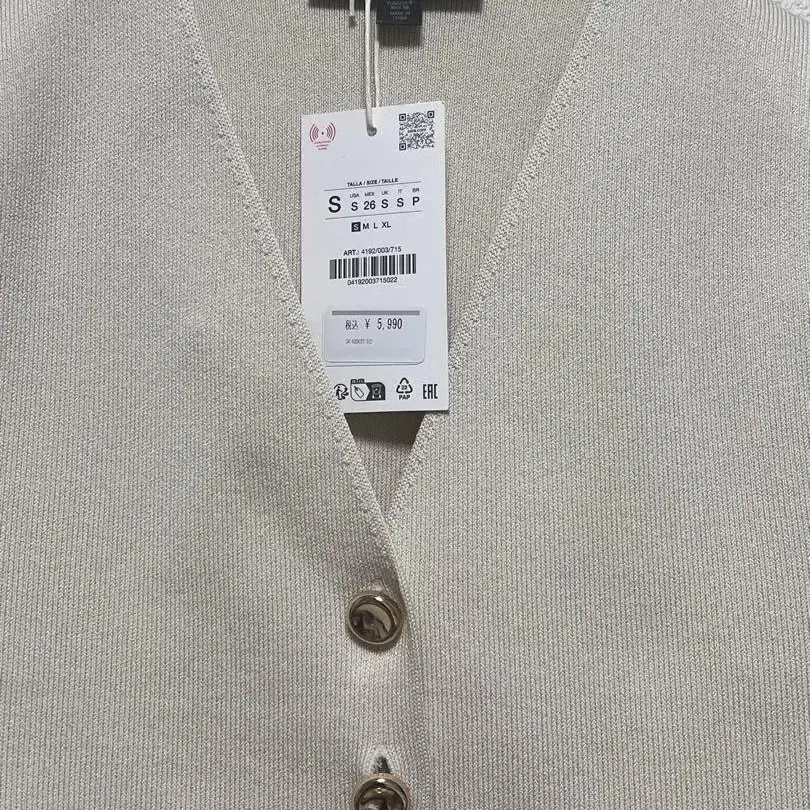 TALLA / SIZE / TAILLE
USA MEX UK IT BR
S S 26 S S P
S M L XL
ART.: 4192/003/715
04192003715022
税込 ¥ 5,990
22
PAP
EAC